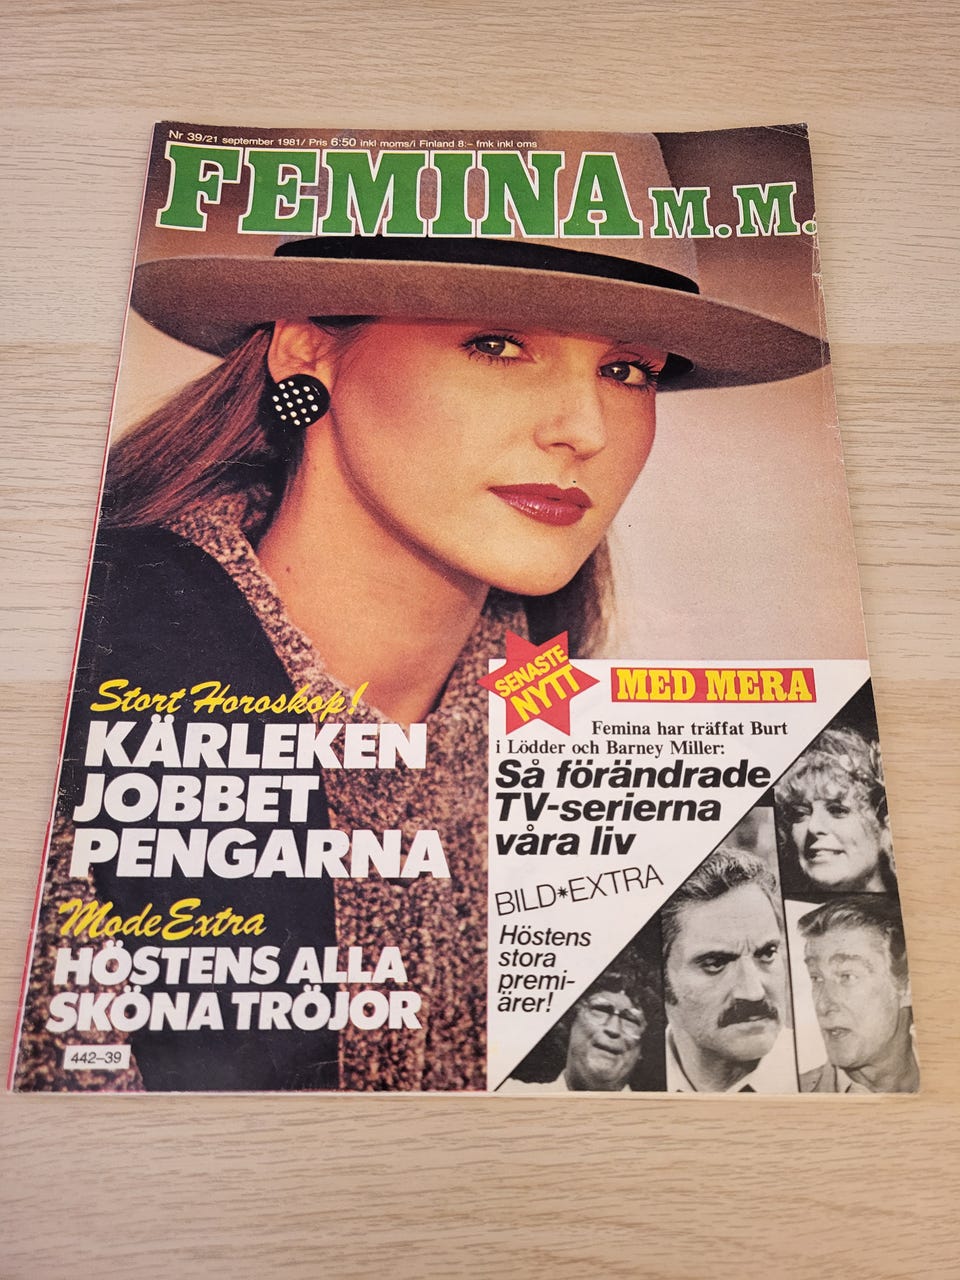 Nr 39/21 september 1981/ Pris 6:50 inkl moms/i Finland 8:– fmk inkl oms
FEMINA M.M.
Stort Horoskop!
KÄRLEKEN
JOBBET
PENGARNA
Mode Extra
HÖSTENS ALLA
SKÖNA TRÖJOR
442–39
SENASTE
NYTT
MED MERA
Femina har träffat Burt
i Lödder och Barney Miller:
Så förändrade
TV-serierna
våra liv
BILD*EXTRA
Höstens
stora
premi-
ärer!